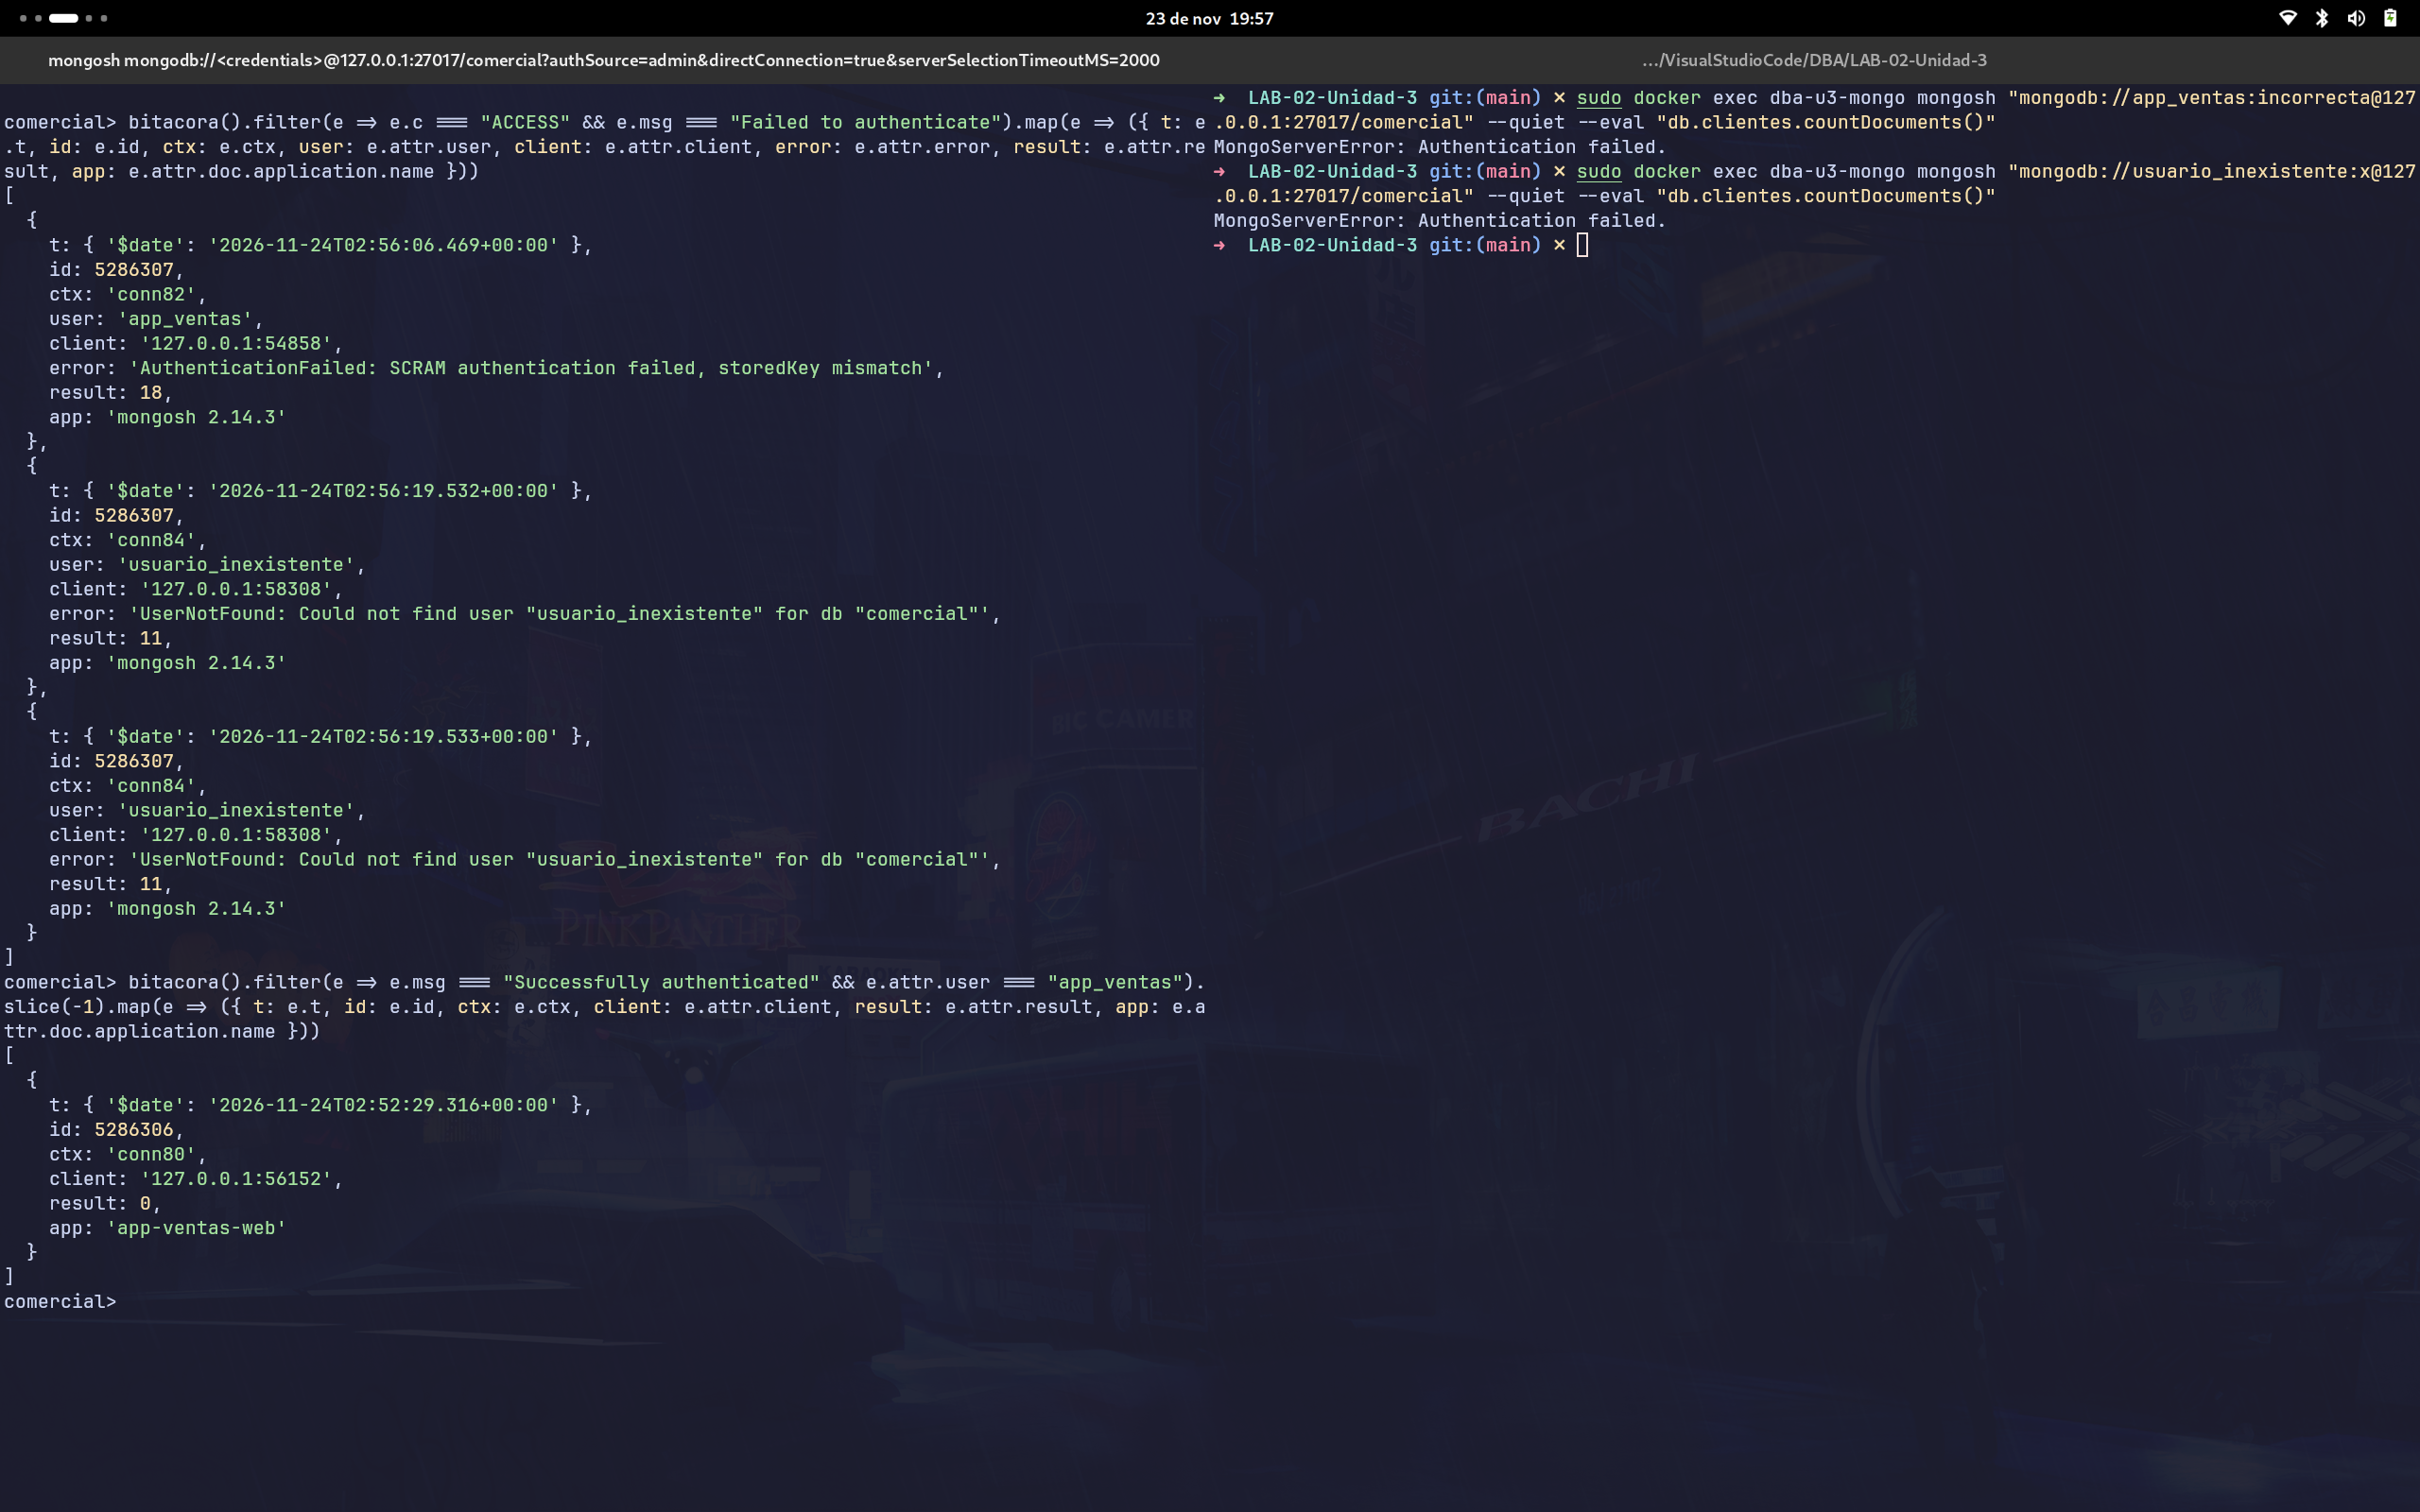 23 de nov 19:57
mongosh mongodb://<credentials>@127.0.0.1:27017/comercial?authSource=admin&directConnection=true&serverSelectionTimeoutMS=2000
comercial> bitacora().filter(e => e.c === "ACCESS" && e.msg === "Failed to authenticate").map(e => ({ t: e
.t, id: e.id, ctx: e.ctx, user: e.attr.user, client: e.attr.client, error: e.attr.error, result: e.attr.re
sult, app: e.attr.doc.application.name }))
[
  {
    t: { '$date': '2026-11-24T02:56:06.469+00:00' },
    id: 5286307,
    ctx: 'conn82',
    user: 'app_ventas',
    client: '127.0.0.1:54858',
    error: 'AuthenticationFailed: SCRAM authentication failed, storedKey mismatch',
    result: 18,
    app: 'mongosh 2.14.3'
  },
  {
    t: { '$date': '2026-11-24T02:56:19.532+00:00' },
    id: 5286307,
    ctx: 'conn84',
    user: 'usuario_inexistente',
    client: '127.0.0.1:58308',
    error: 'UserNotFound: Could not find user "usuario_inexistente" for db "comercial"',
    result: 11,
    app: 'mongosh 2.14.3'
  },
  {
    t: { '$date': '2026-11-24T02:56:19.533+00:00' },
    id: 5286307,
    ctx: 'conn84',
    user: 'usuario_inexistente',
    client: '127.0.0.1:58308',
    error: 'UserNotFound: Could not find user "usuario_inexistente" for db "comercial"',
    result: 11,
    app: 'mongosh 2.14.3'
  }
]
comercial> bitacora().filter(e => e.msg === "Successfully authenticated" && e.attr.user === "app_ventas").
slice(-1).map(e => ({ t: e.t, id: e.id, ctx: e.ctx, client: e.attr.client, result: e.attr.result, app: e.a
ttr.doc.application.name }))
[
  {
    t: { '$date': '2026-11-24T02:52:29.316+00:00' },
    id: 5286306,
    ctx: 'conn80',
    client: '127.0.0.1:56152',
    result: 0,
    app: 'app-ventas-web'
  }
]
comercial>
…/VisualStudioCode/DBA/LAB-02-Unidad-3
→ LAB-02-Unidad-3 git:(main) × sudo docker exec dba-u3-mongo mongosh "mongodb://app_ventas:incorrecta@127
.0.0.1:27017/comercial" --quiet --eval "db.clientes.countDocuments()"
MongoServerError: Authentication failed.
→ LAB-02-Unidad-3 git:(main) × sudo docker exec dba-u3-mongo mongosh "mongodb://usuario_inexistente:x@127
.0.0.1:27017/comercial" --quiet --eval "db.clientes.countDocuments()"
MongoServerError: Authentication failed.
→ LAB-02-Unidad-3 git:(main) ×
BIC CAMER
BACHI
PINKPANTHER